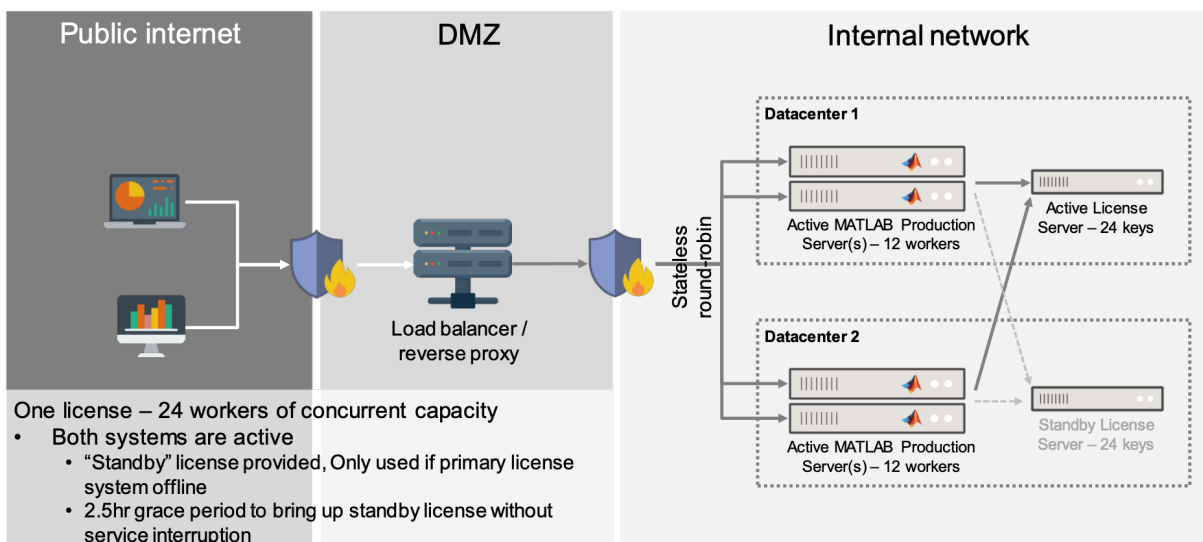 Public internet
DMZ
Internal network
Datacenter 1
Active MATLAB Production
Server(s) – 12 workers
Active License
Server – 24 keys
Stateless
round-robin
Load balancer /
reverse proxy
Datacenter 2
Active MATLAB Production
Server(s) – 12 workers
Standby License
Server – 24 keys
One license – 24 workers of concurrent capacity
• Both systems are active
• “Standby” license provided, Only used if primary license
system offline
• 2.5hr grace period to bring up standby license without
service interruption